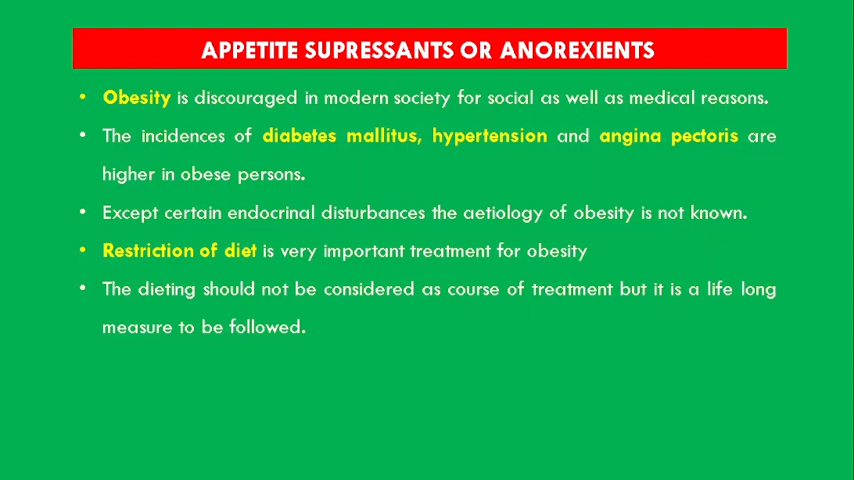 APPETITE SUPRESSANTS OR ANOREXIENTS
• Obesity is discouraged in modern society for social as well as medical reasons.
• The incidences of diabetes mallitus, hypertension and angina pectoris are
higher in obese persons.
• Except certain endocrinal disturbances the aetiology of obesity is not known.
• Restriction of diet is very important treatment for obesity
• The dieting should not be considered as course of treatment but it is a life long
measure to be followed.